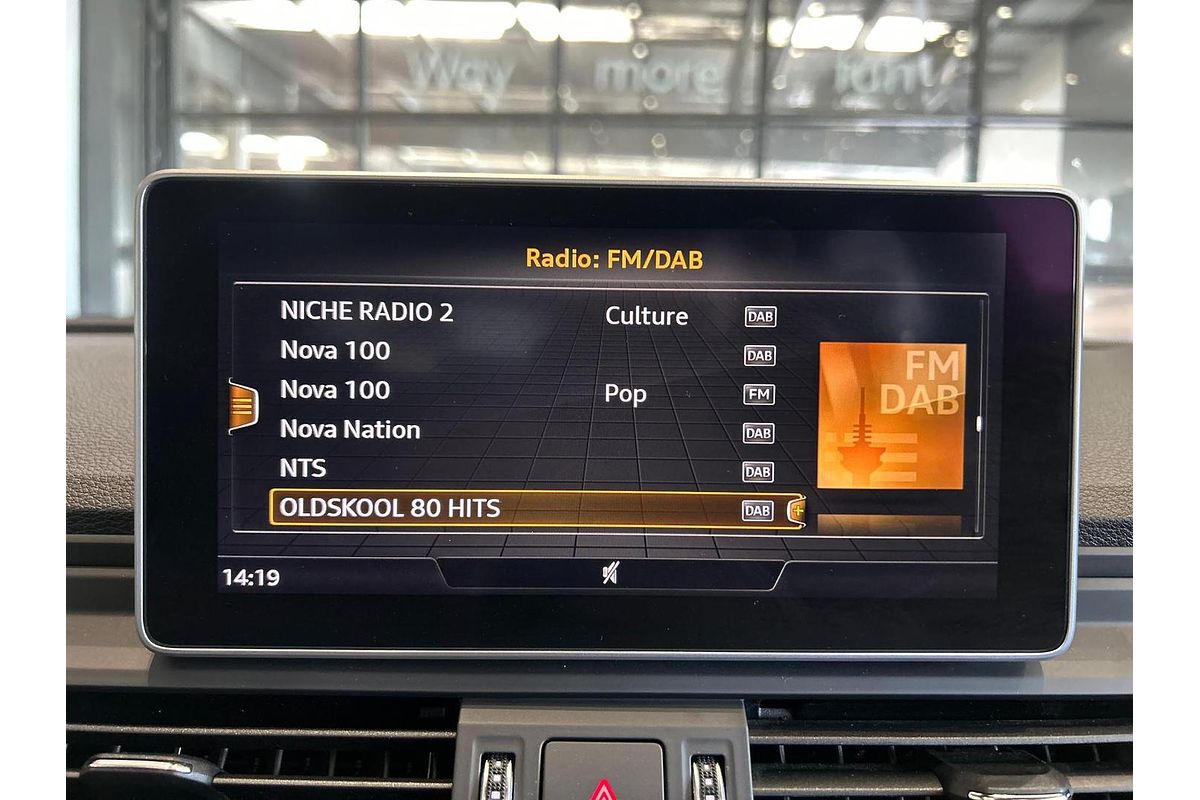 Way more fun!
Radio: FM/DAB
NICHE RADIO 2 Culture DAB
Nova 100 DAB
Nova 100 Pop FM
Nova Nation DAB
NTS DAB
OLDSKOOL 80 HITS DAB
FM
DAB
14:19